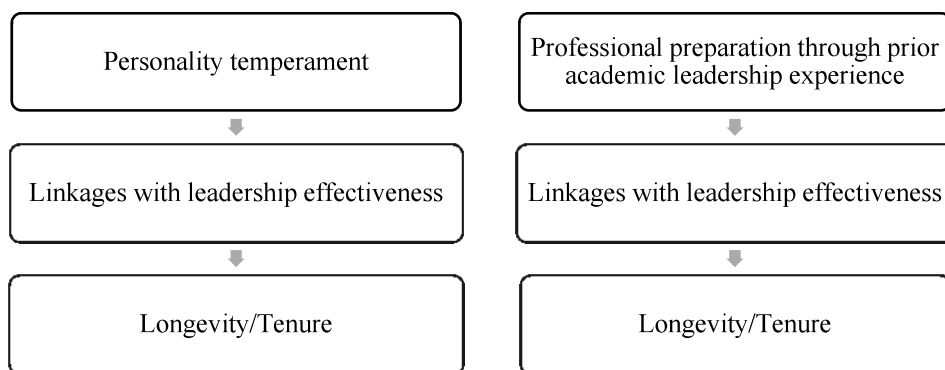 Personality temperament
Linkages with leadership effectiveness
Longevity/Tenure
Professional preparation through prior
academic leadership experience
Linkages with leadership effectiveness
Longevity/Tenure